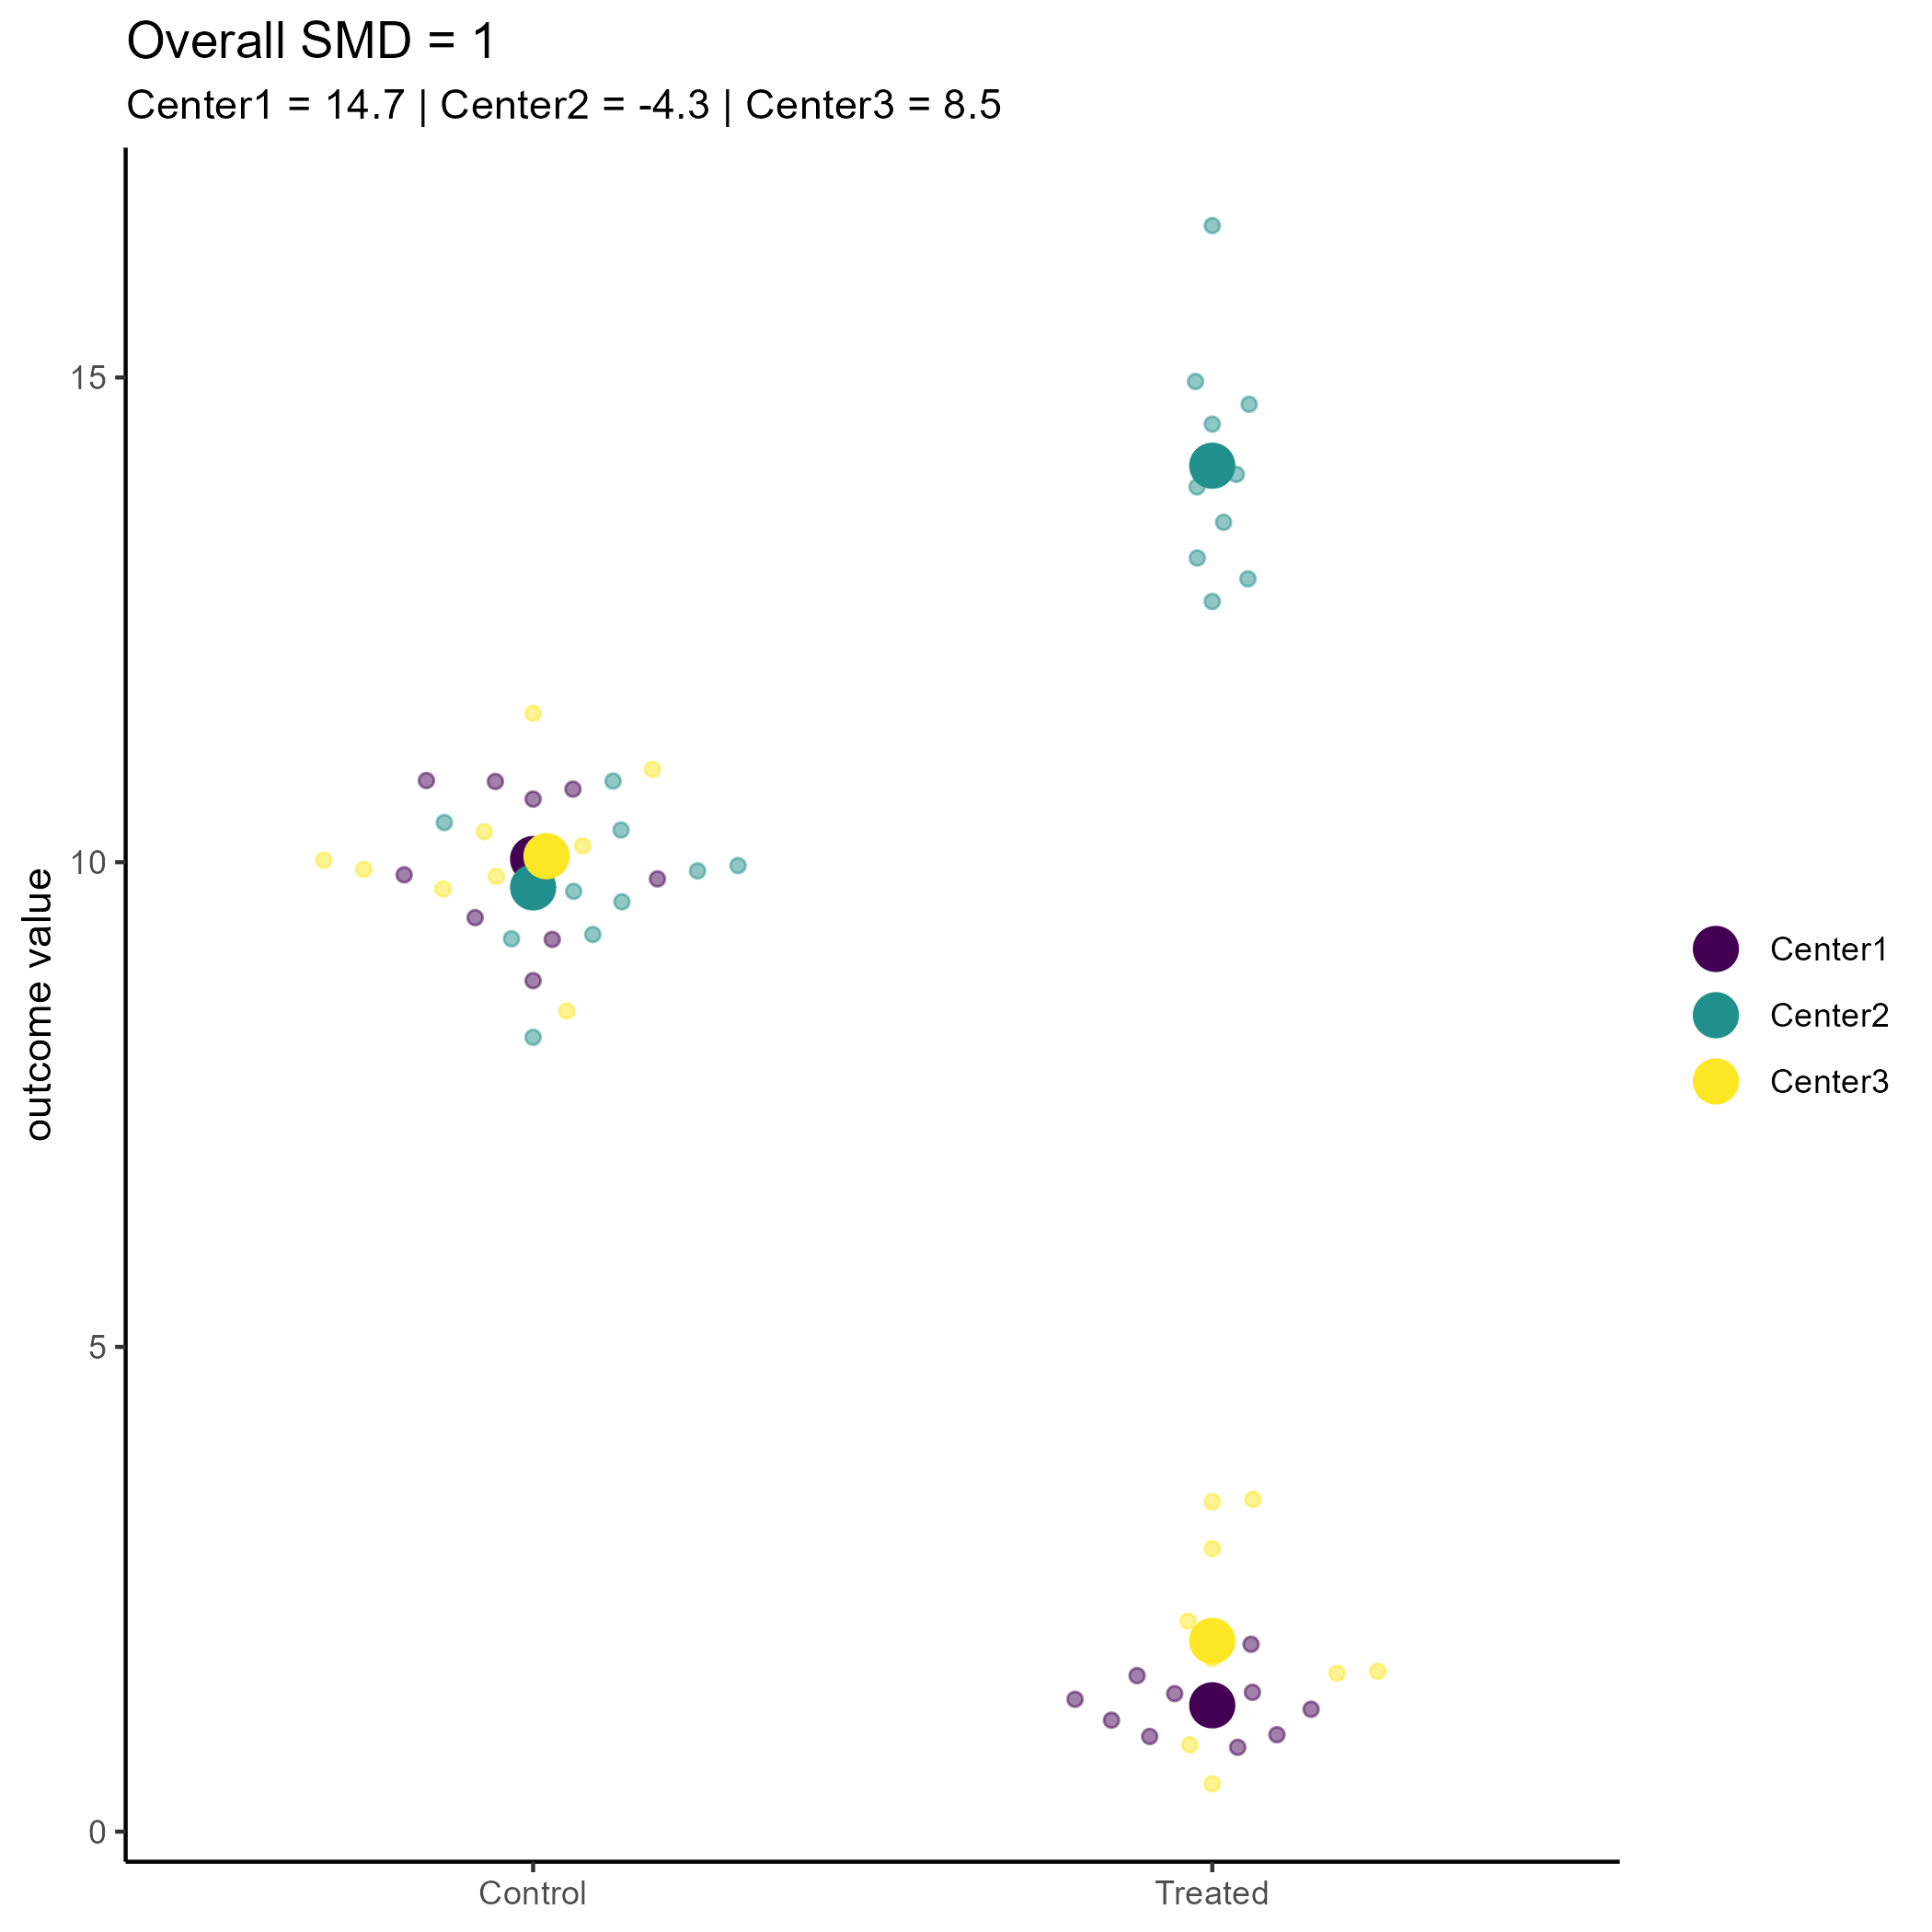 Overall SMD = 1
Center1 = 14.7 | Center2 = -4.3 | Center3 = 8.5
outcome value
15
10
5
0
Control
Treated
Center1
Center2
Center3